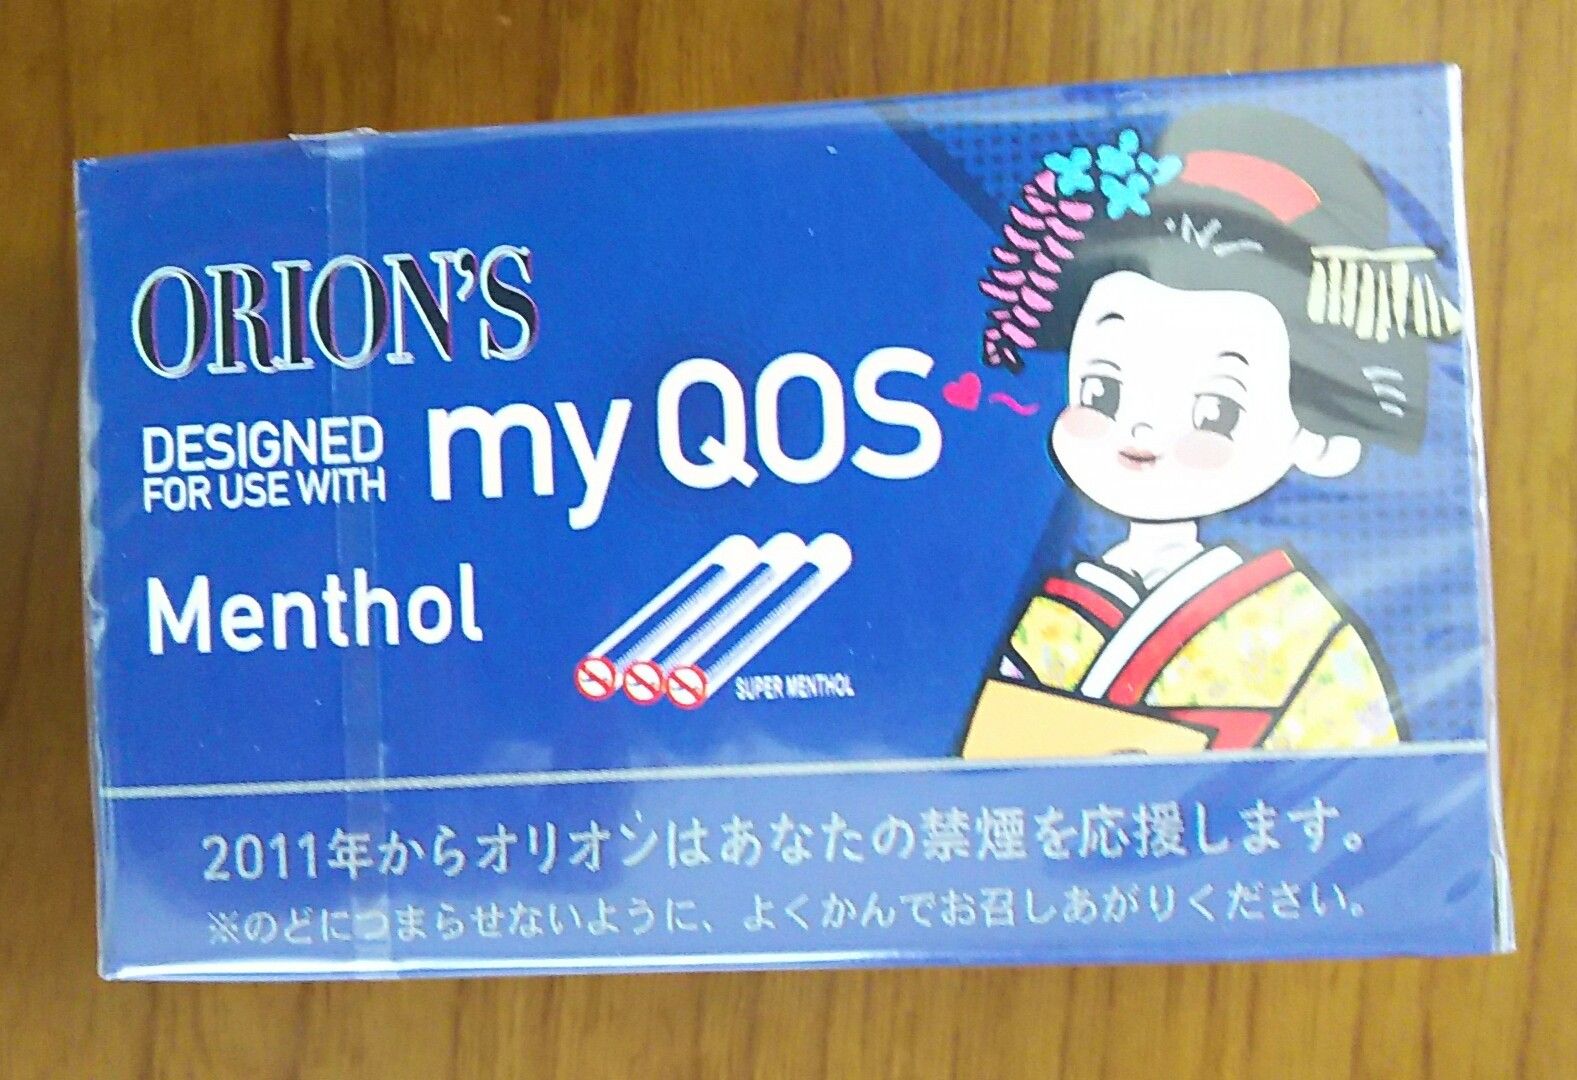 ORION'S
DESIGNED
FOR USE WITH
my QOS
Menthol
SUPER MENTHOL
2011年からオリオンはあなたの禁煙を応援します。
※のどにつまらせないように、よくかんでお召しあがりください。